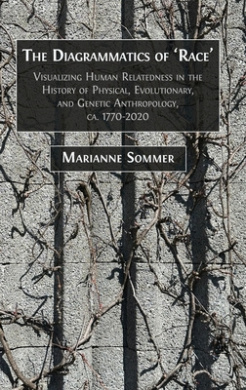 The Diagrammatics of 'Race'
Visualizing Human Relatedness in the
History of Physical, Evolutionary,
and Genetic Anthropology,
ca. 1770-2020
Marianne Sommer